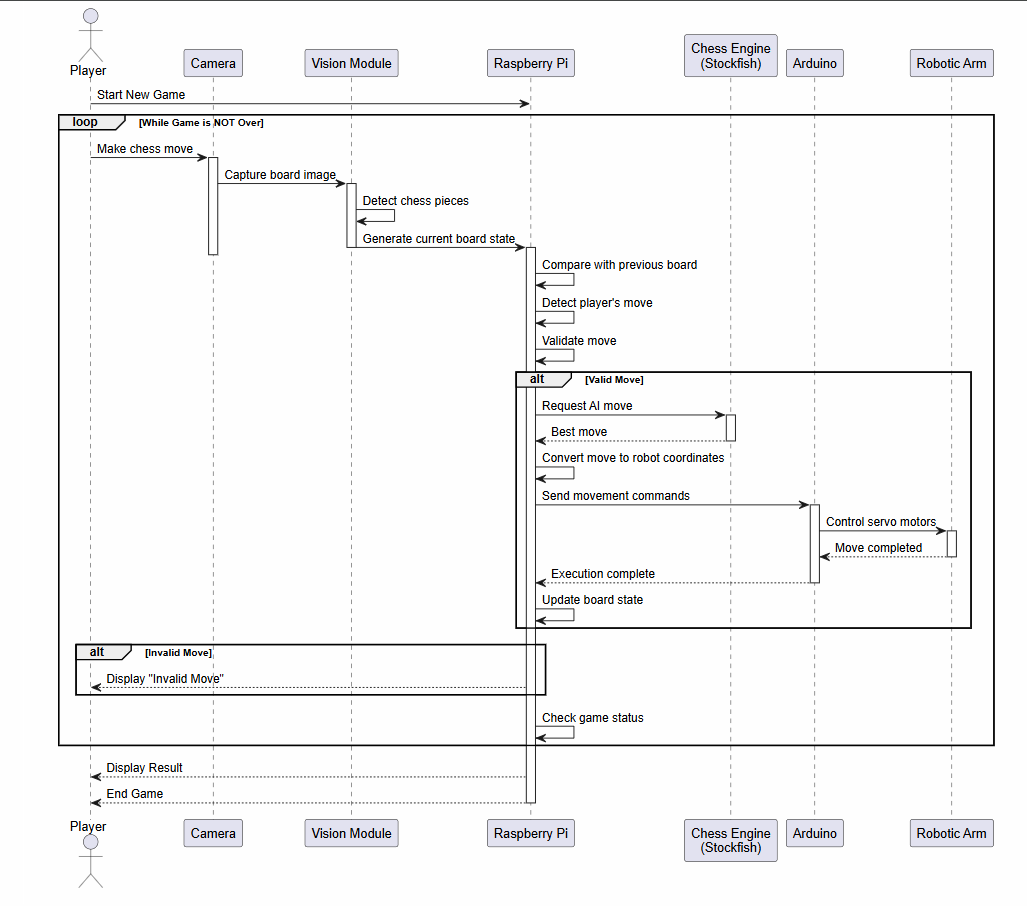 Player
Camera
Vision Module
Raspberry Pi
Chess Engine
(Stockfish)
Arduino
Robotic Arm
Start New Game
loop
[While Game is NOT Over]
Make chess move
Capture board image
Detect chess pieces
Generate current board state
Compare with previous board
Detect player's move
Validate move
alt
[Valid Move]
Request AI move
Best move
Convert move to robot coordinates
Send movement commands
Control servo motors
Move completed
Execution complete
Update board state
alt
[Invalid Move]
Display "Invalid Move"
Check game status
Display Result
End Game
Player
Camera
Vision Module
Raspberry Pi
Chess Engine
(Stockfish)
Arduino
Robotic Arm